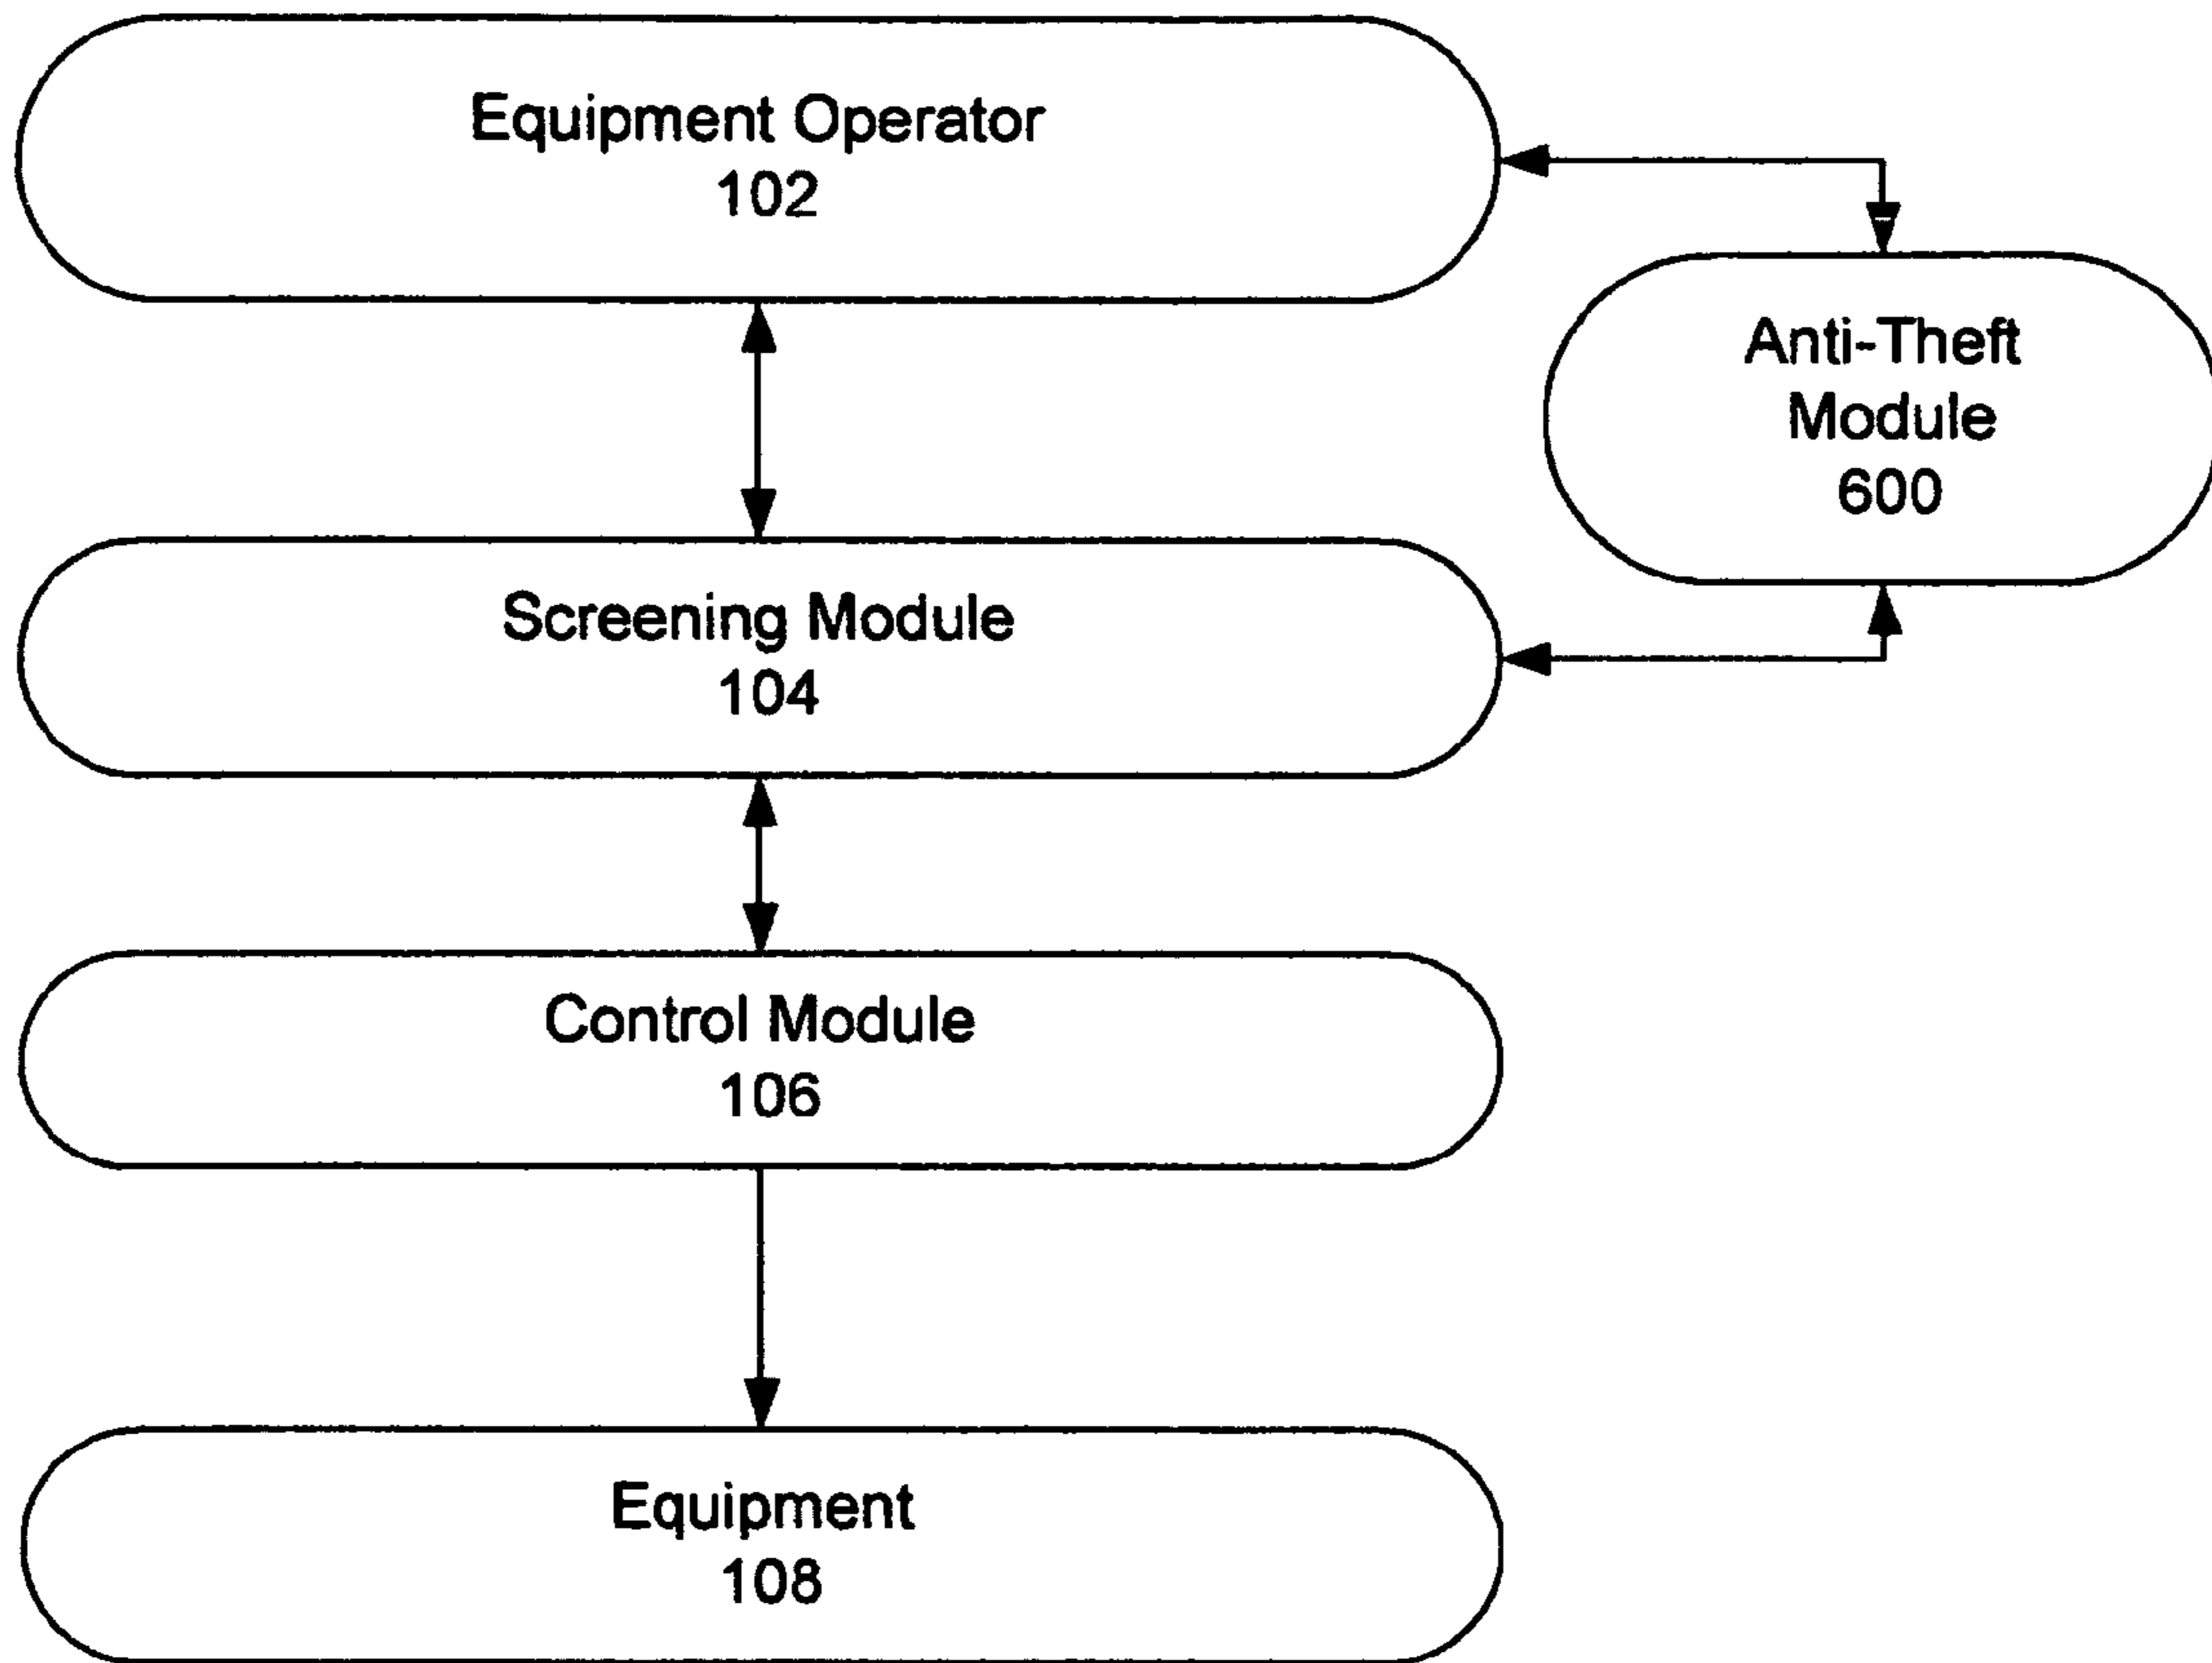 Equipment Operator
102
Anti-Theft
Module
600
Screening Module
104
Control Module
106
Equipment
108